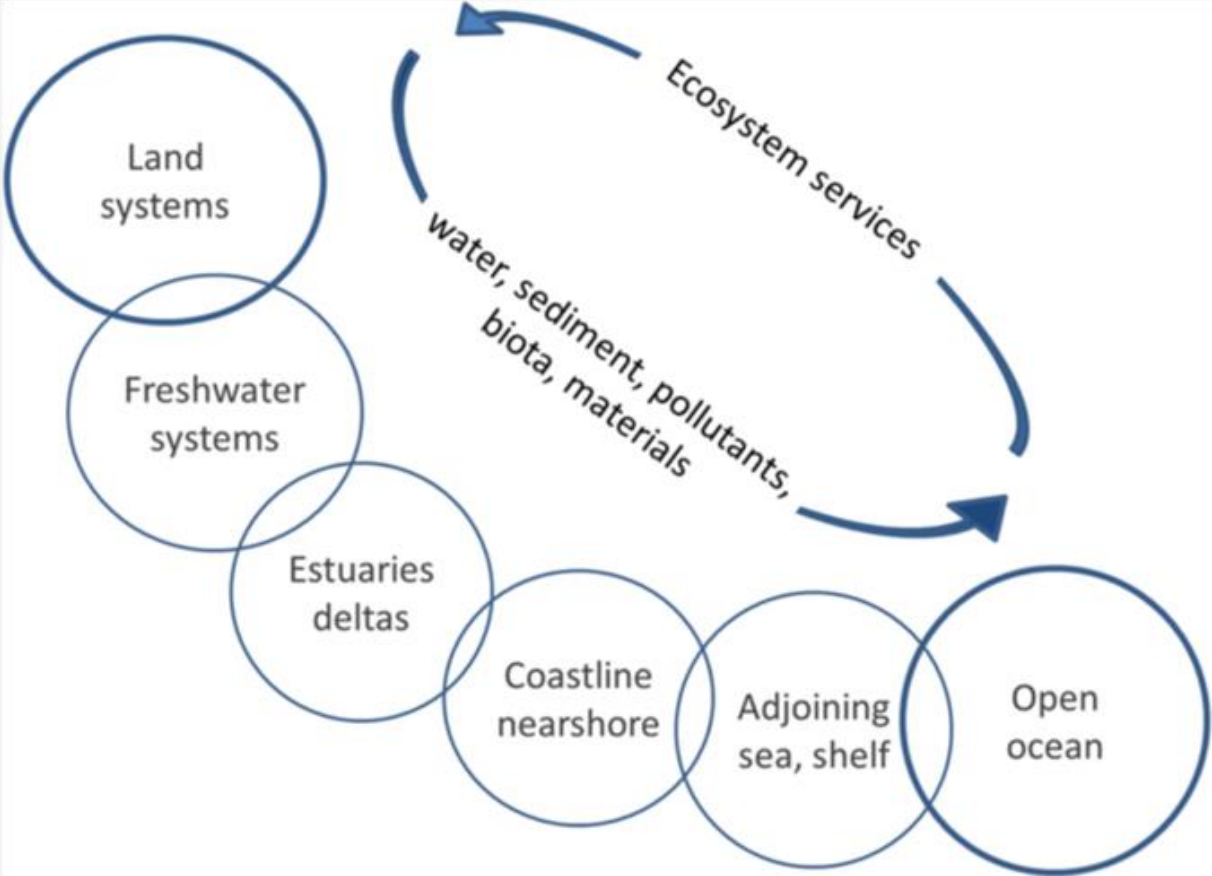 Ecosystem services
water, sediment, pollutants,
biota, materials
Land
systems
Freshwater
systems
Estuaries
deltas
Coastline
nearshore
Adjoining
sea, shelf
Open
ocean